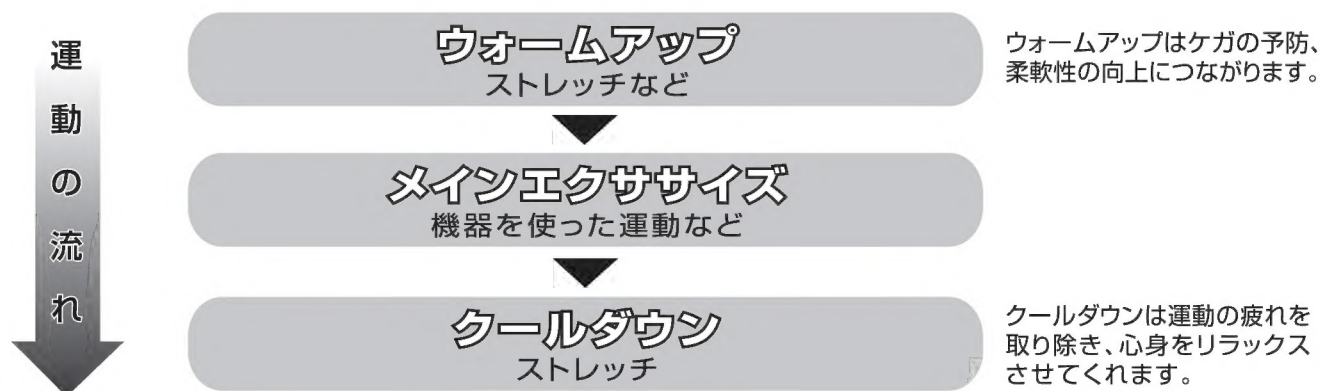 運動の流れ
ウォームアップ
ストレッチなど
ウォームアップはケガの予防、
柔軟性の向上につながります。
メインエクササイズ
機器を使った運動など
クールダウン
ストレッチ
クールダウンは運動の疲れを
取り除き、心身をリラックス
させてくれます。